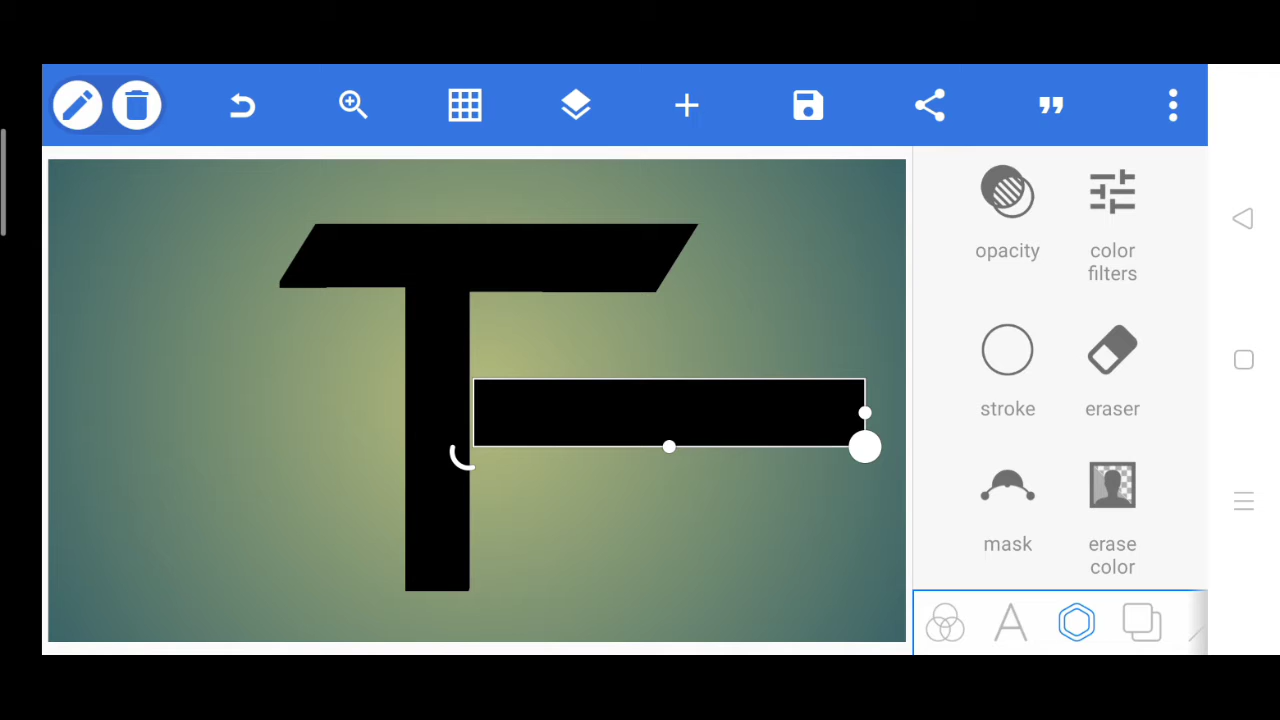 opacity
color
filters
stroke
eraser
mask
erase
color